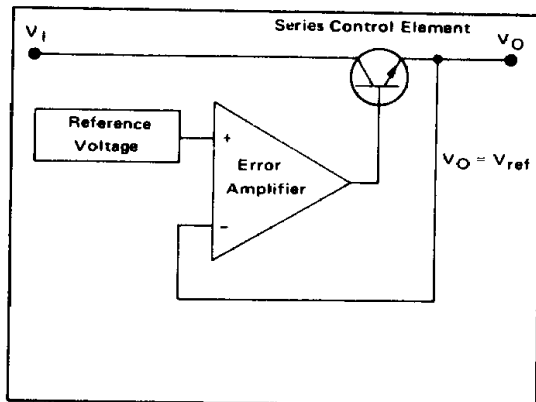 Series Control Element
V_I
V_O
Reference
Voltage
+
Error
Amplifier
−
V_O = V_ref